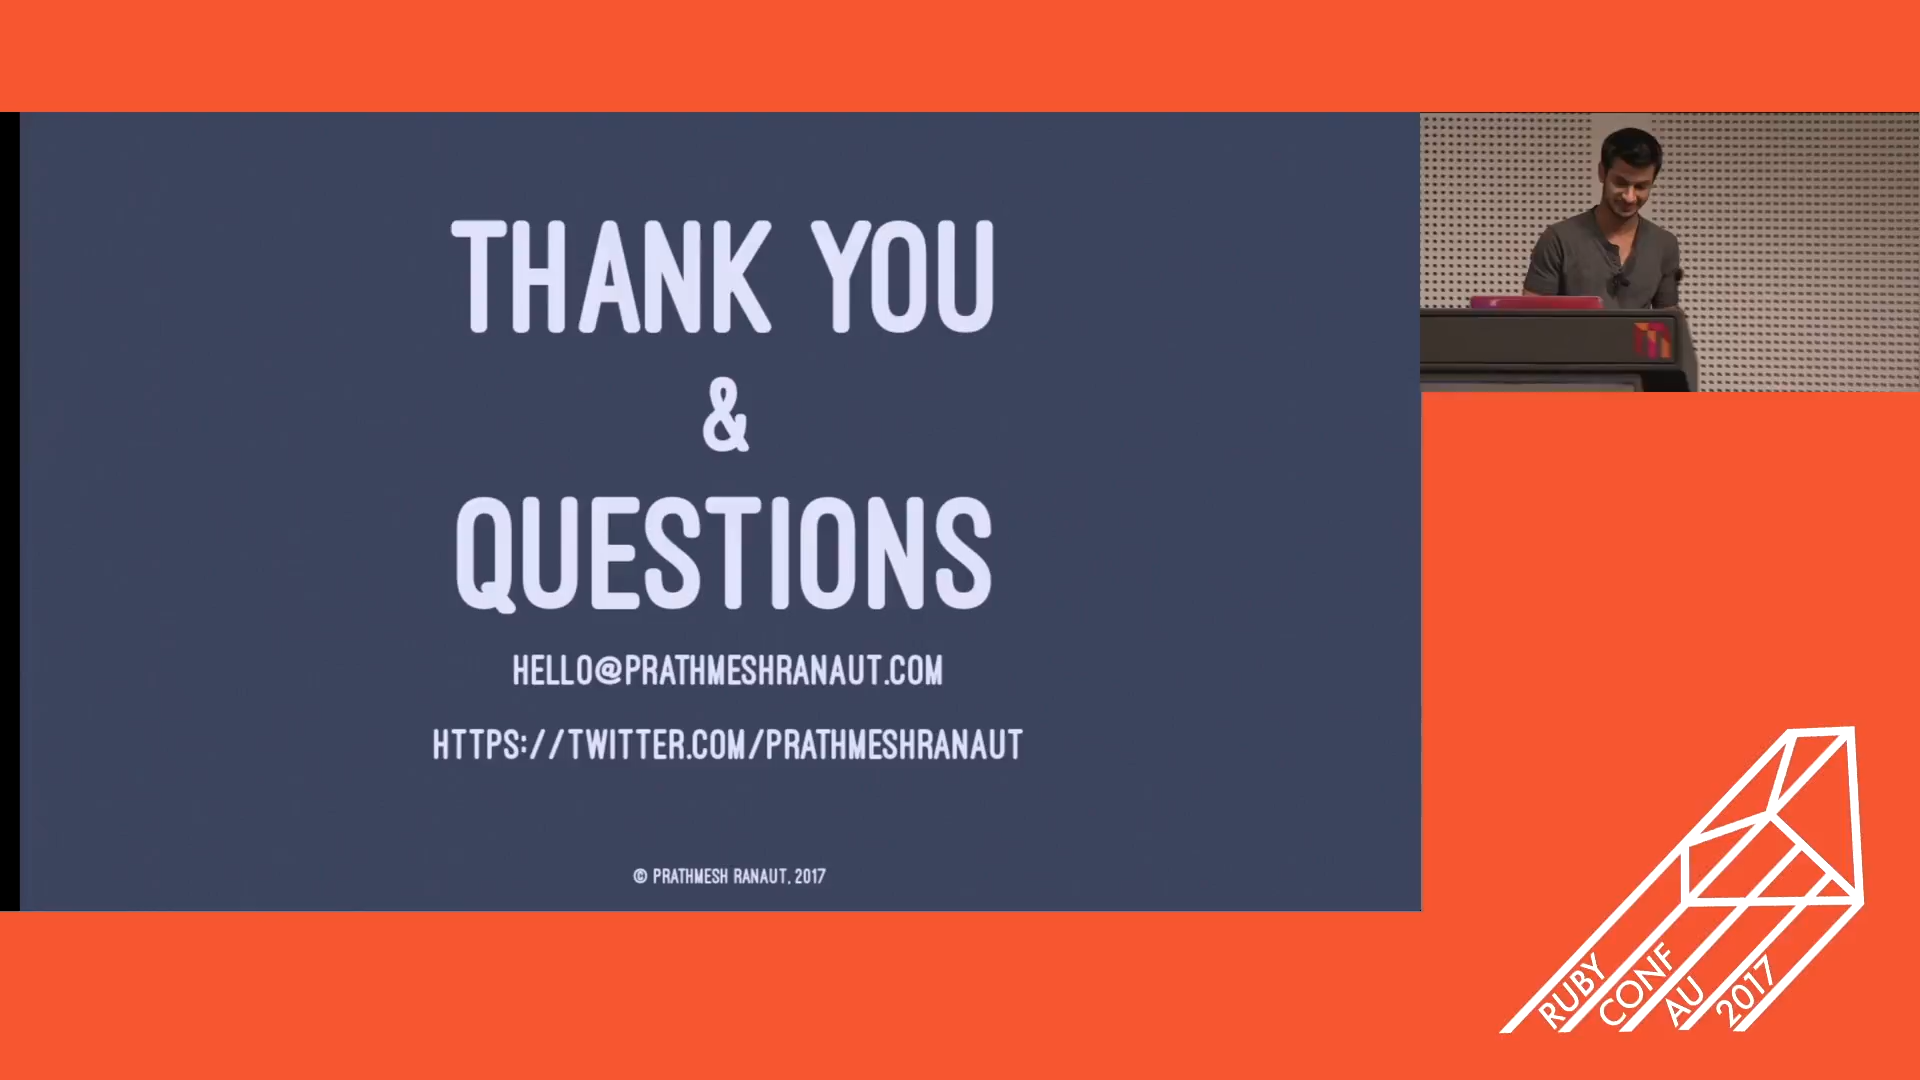 THANK YOU
&
QUESTIONS
HELLO@PRATHMESHRANAUT.COM
HTTPS://TWITTER.COM/PRATHMESHRANAUT
© PRATHMESH RANAUT, 2017
RUBY
CONF
AU
2017